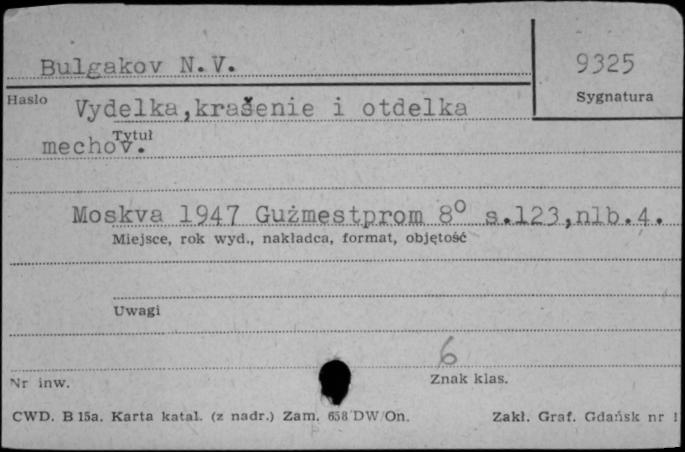 Bulgakov N.V.
9325
Hasło
Sygnatura
Vydelka,krašenie i otdelka
Tytuł
mechov.
Moskva 1947 Gużmestprom 8° s.123,nlb.4.
Miejsce, rok wyd., nakładca, format, objętość
Uwagi
6
Nr inw.
Znak klas.
CWD. B 15a. Karta katal. (z nadr.) Zam. 658 DW/On.
Zakł. Graf. Gdańsk nr 1